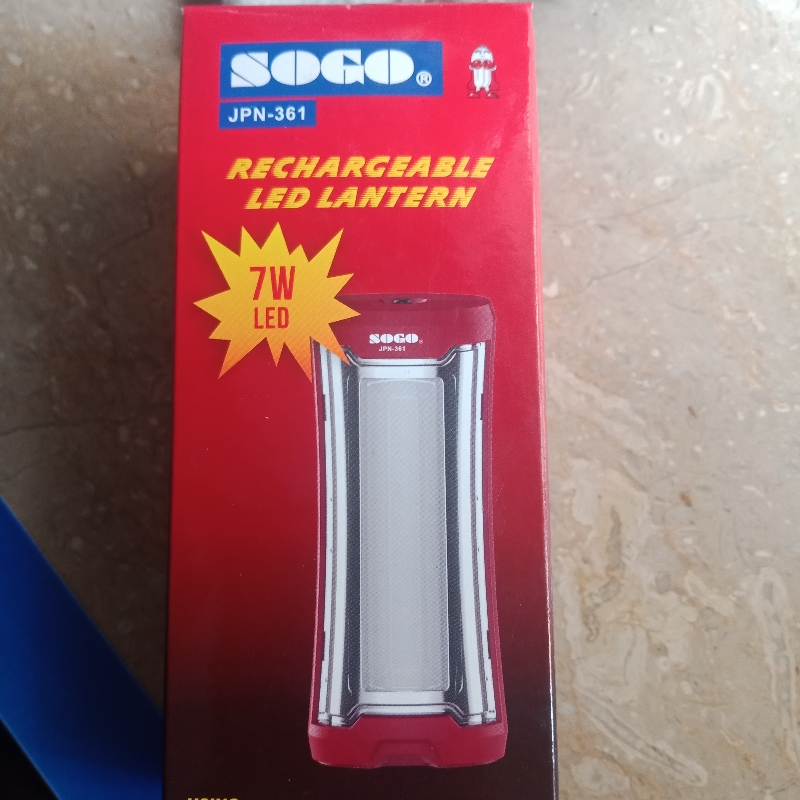 SOGO®
JPN-361
RECHARGEABLE
LED LANTERN
7W
LED
SOGO®
JPN-361